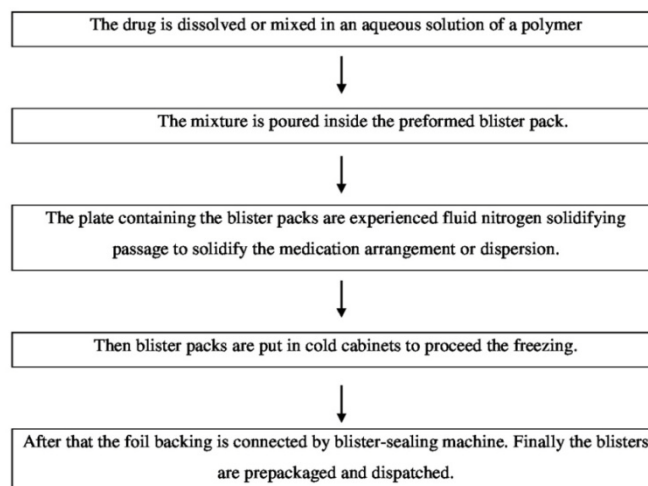 The drug is dissolved or mixed in an aqueous solution of a polymer
The mixture is poured inside the preformed blister pack.
The plate containing the blister packs are experienced fluid nitrogen solidifying
passage to solidify the medication arrangement or dispersion.
Then blister packs are put in cold cabinets to proceed the freezing.
After that the foil backing is connected by blister-sealing machine. Finally the blisters
are prepackaged and dispatched.